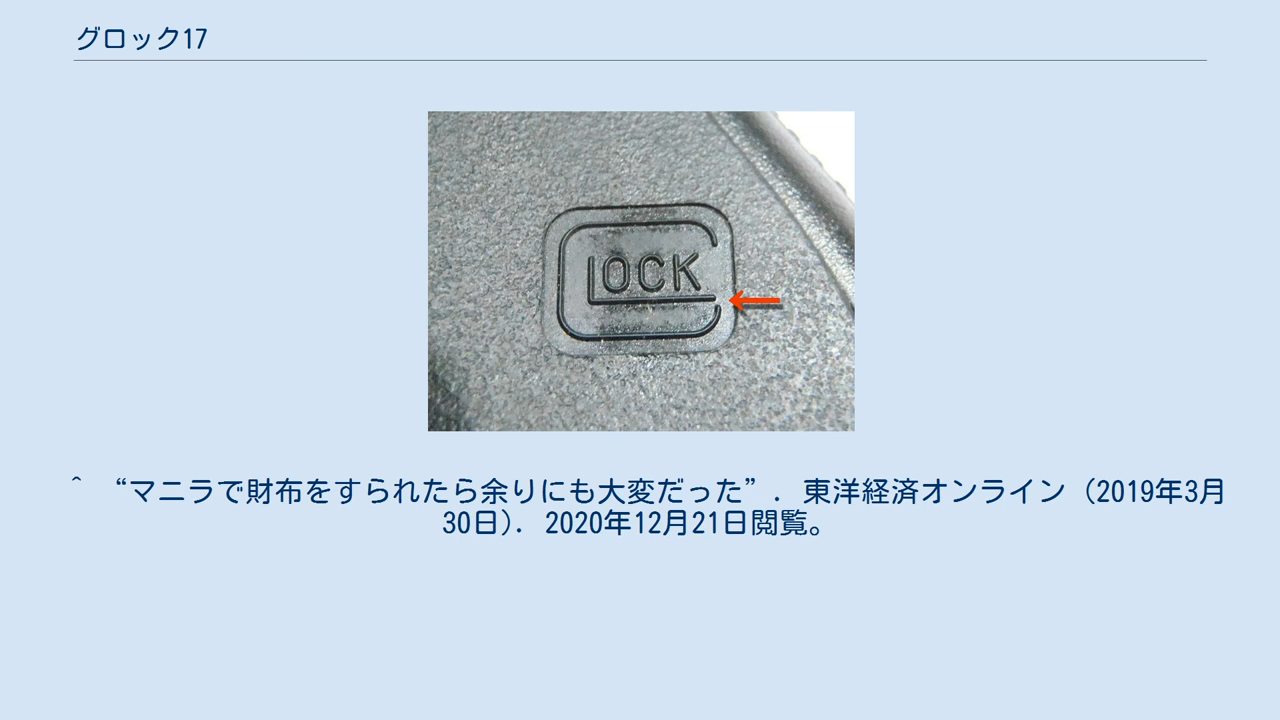 グロック17
GLOCK
^ “マニラで財布をすられたら余りにも大変だった”. 東洋経済オンライン (2019年3月
30日). 2020年12月21日閲覧。